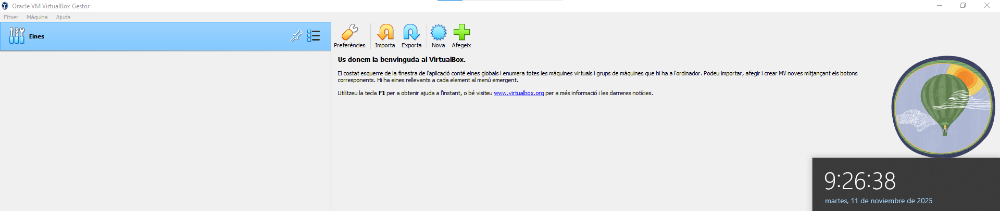 Oracle VM VirtualBox Gestor
Fitxer Màquina Ajuda
Eines
Preferències Importa Exporta Nova Afegeix
Us donem la benvinguda al VirtualBox.
El costat esquerre de la finestra de l'aplicació conté eines globals i enumera totes les màquines virtuals i grups de màquines que hi ha a l'ordinador. Podeu importar, afegir i crear MV noves mitjançant els botons
corresponents. Hi ha eines rellevants a cada element al menú emergent.
Utilitzeu la tecla F1 per a obtenir ajuda a l'instant, o bé visiteu www.virtualbox.org per a més informació i les darreres notícies.
9:26:38
martes, 11 de noviembre de 2025